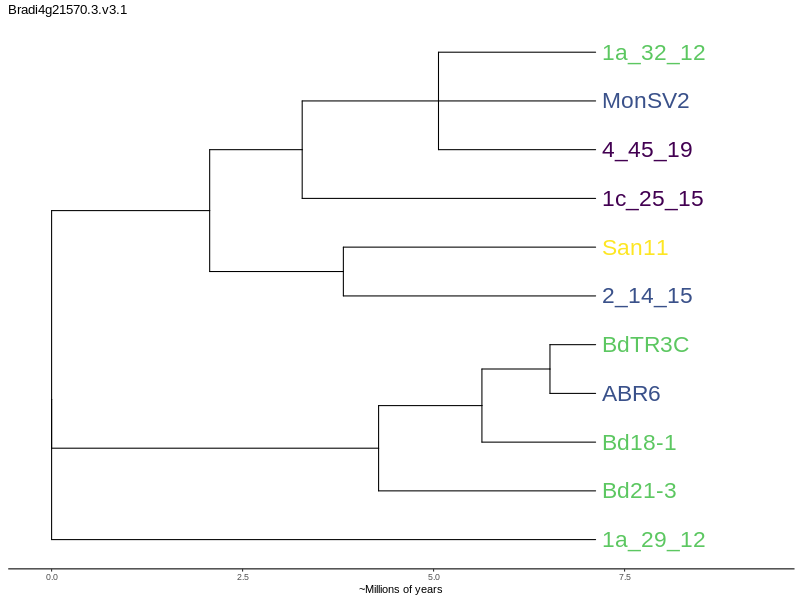 Bradi4g21570.3.v3.1
1a_32_12
MonSV2
4_45_19
1c_25_15
San11
2_14_15
BdTR3C
ABR6
Bd18-1
Bd21-3
1a_29_12
0.0 2.5 5.0 7.5
~Millions of years